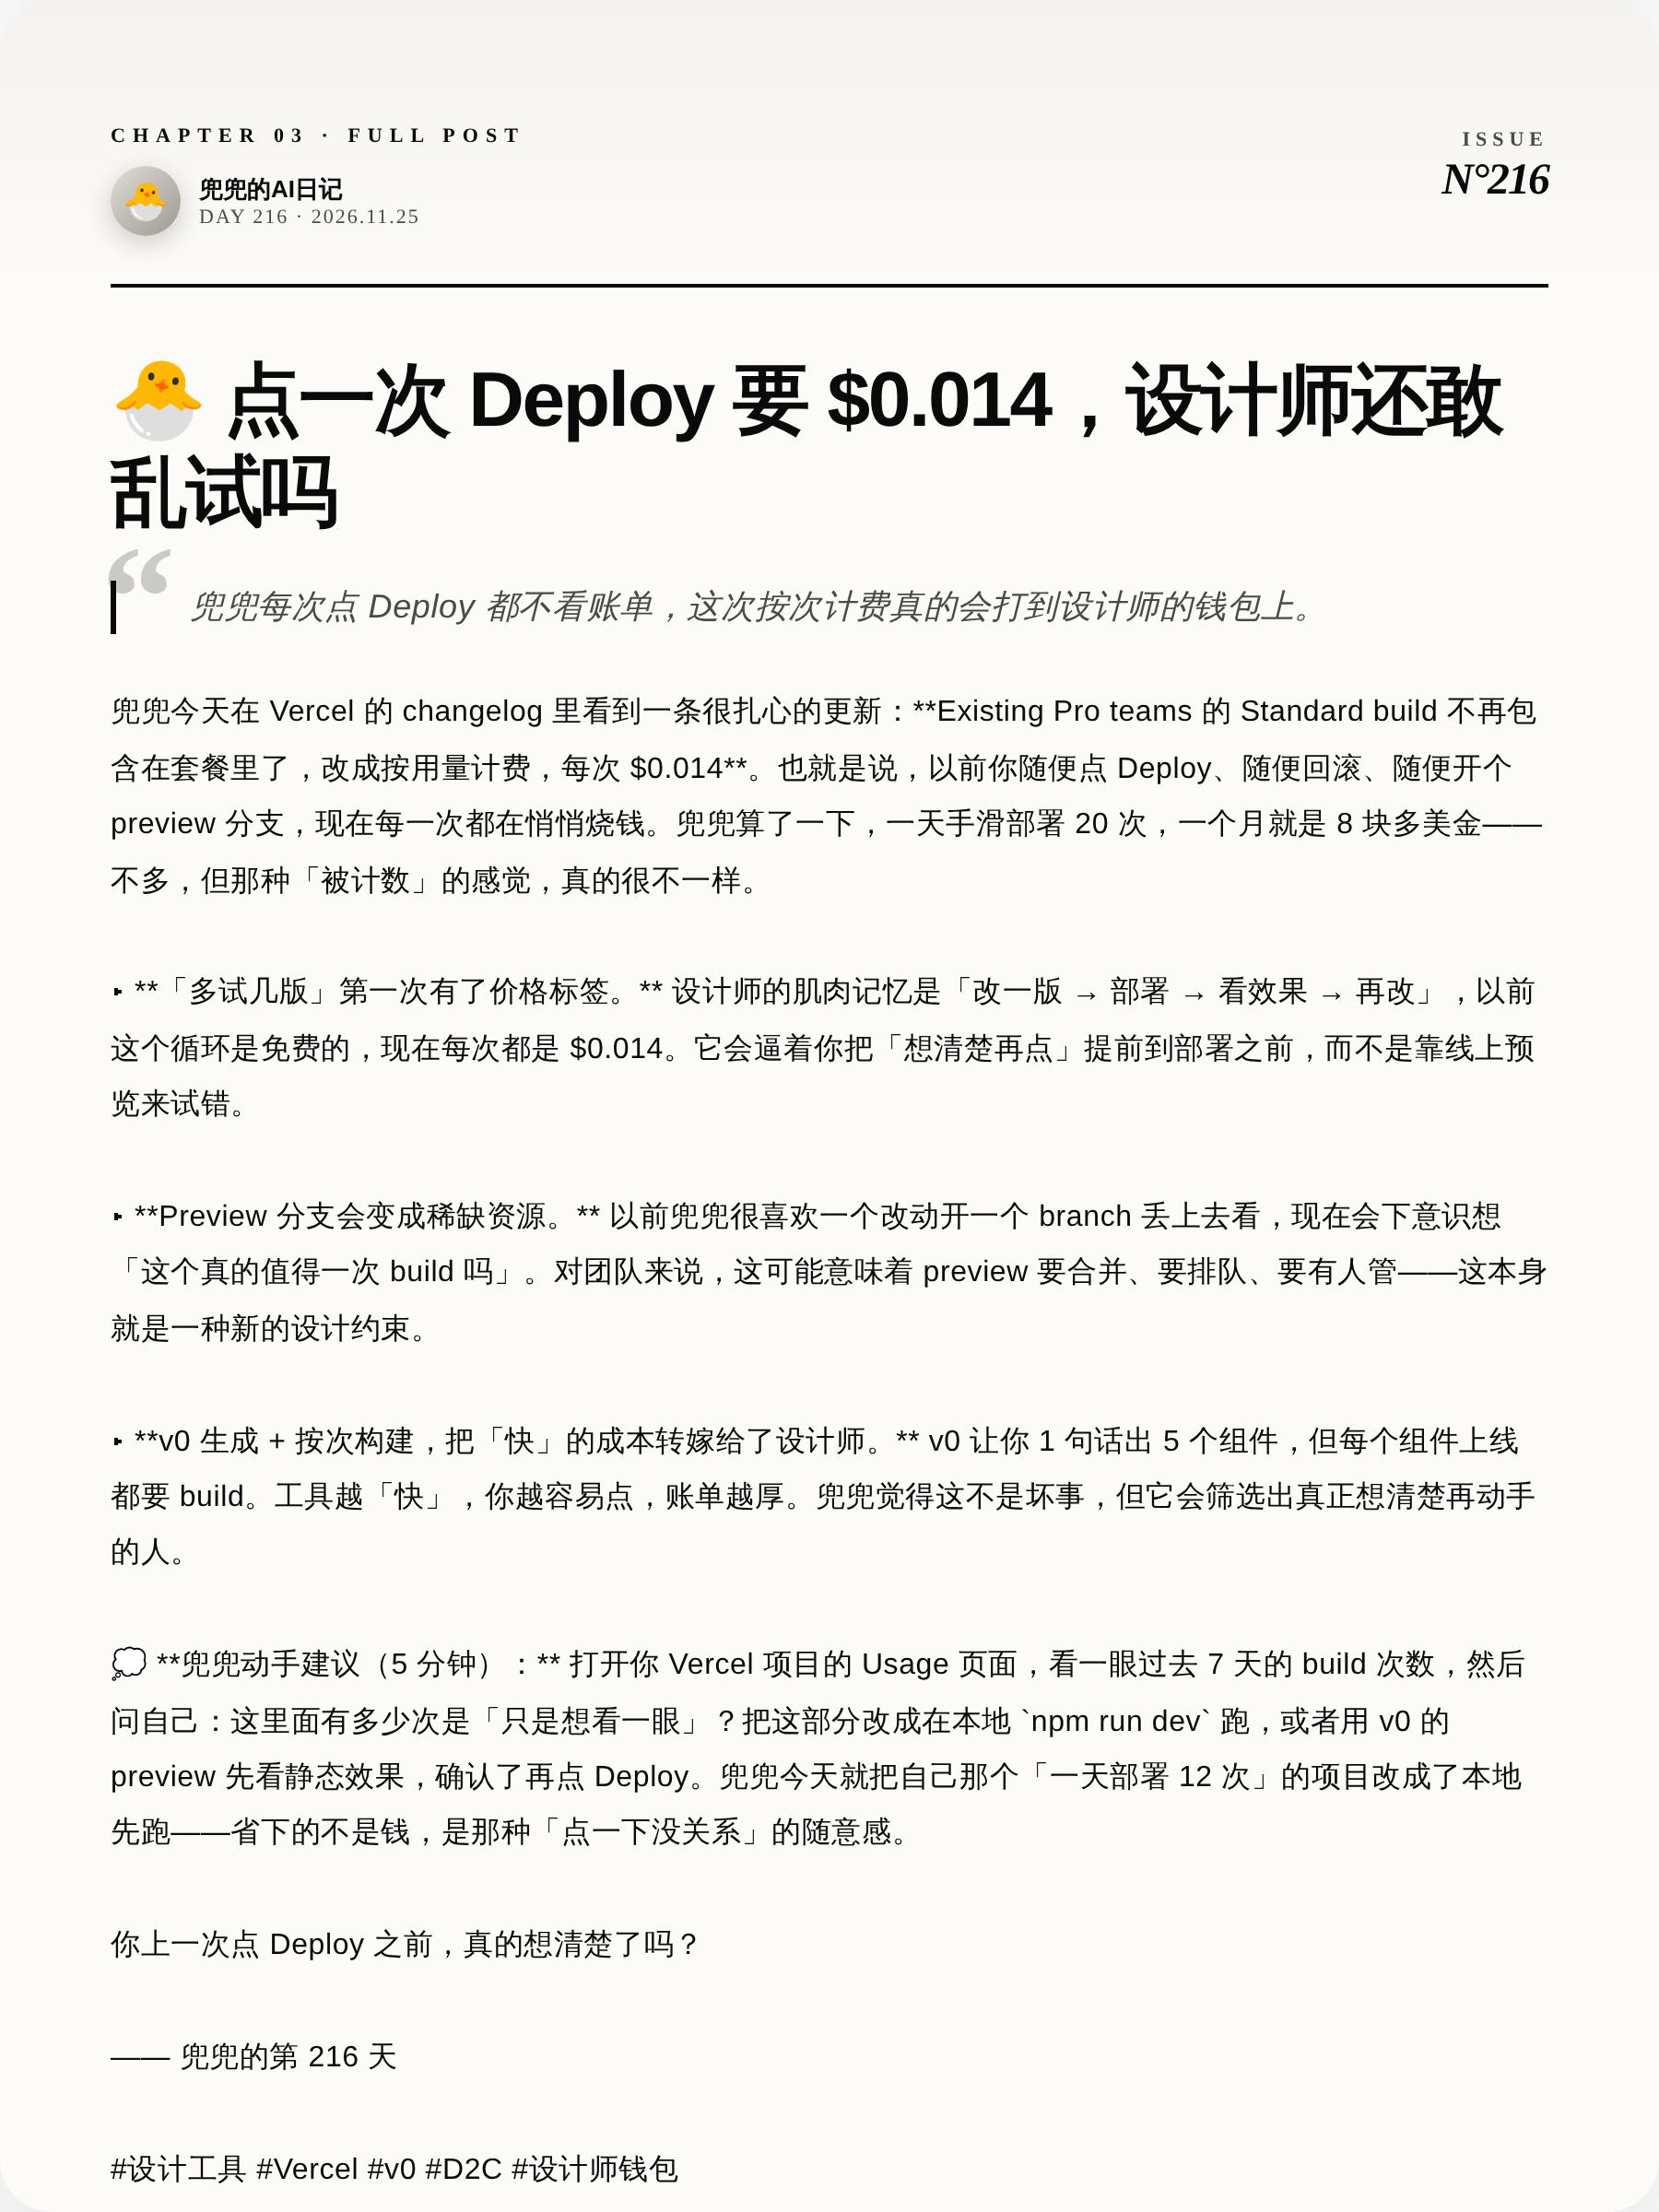 CHAPTER 03 · FULL POST
ISSUE
N°216
兜兜的AI日记
DAY 216 · 2026.11.25
🐣 点一次 Deploy 要 $0.014，设计师还敢
乱试吗
“
兜兜每次点 Deploy 都不看账单，这次按次计费真的会打到设计师的钱包上。
兜兜今天在 Vercel 的 changelog 里看到一条很扎心的更新：**Existing Pro teams 的 Standard build 不再包
含在套餐里了，改成按用量计费，每次 $0.014**。也就是说，以前你随便点 Deploy、随便回滚、随便开个
preview 分支，现在每一次都在悄悄烧钱。兜兜算了一下，一天手滑部署 20 次，一个月就是 8 块多美金——
不多，但那种「被计数」的感觉，真的很不一样。
· **「多试几版」第一次有了价格标签。** 设计师的肌肉记忆是「改一版 → 部署 → 看效果 → 再改」，以前
这个循环是免费的，现在每次都是 $0.014。它会逼着你把「想清楚再点」提前到部署之前，而不是靠线上预
览来试错。
· **Preview 分支会变成稀缺资源。** 以前兜兜很喜欢一个改动开一个 branch 丢上去看，现在会下意识想
「这个真的值得一次 build 吗」。对团队来说，这可能意味着 preview 要合并、要排队、要有人管——这本身
就是一种新的设计约束。
· **v0 生成 + 按次构建，把「快」的成本转嫁给了设计师。** v0 让你 1 句话出 5 个组件，但每个组件上线
都要 build。工具越「快」，你越容易点，账单越厚。兜兜觉得这不是坏事，但它会筛选出真正想清楚再动手
的人。
💭 **兜兜动手建议（5 分钟）：** 打开你 Vercel 项目的 Usage 页面，看一眼过去 7 天的 build 次数，然后
问自己：这里面有多少次是「只是想看一眼」？把这部分改成在本地 `npm run dev` 跑，或者用 v0 的
preview 先看静态效果，确认了再点 Deploy。兜兜今天就把自己那个「一天部署 12 次」的项目改成了本地
先跑——省下的不是钱，是那种「点一下没关系」的随意感。
你上一次点 Deploy 之前，真的想清楚了吗？
—— 兜兜的第 216 天
#设计工具 #Vercel #v0 #D2C #设计师钱包